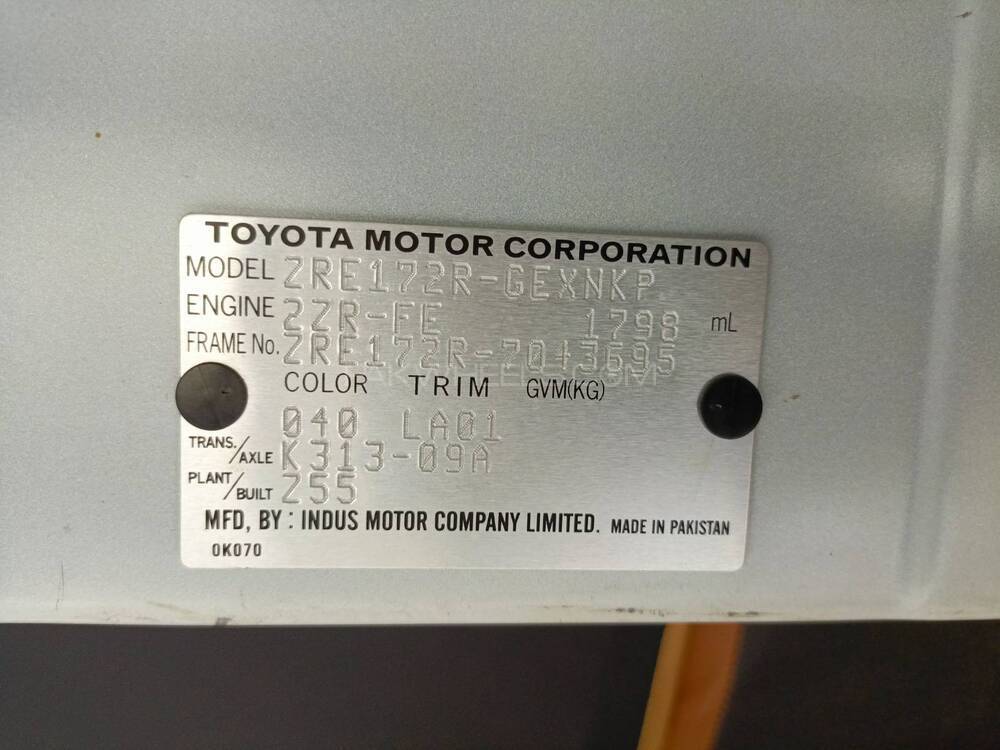 TOYOTA MOTOR CORPORATION
MODEL ZRE172R-GEXNKP
ENGINE 2ZR-FE 1798 mL
FRAME No. ZRE172R-7013695
COLOR TRIM GVM(KG)
040 LA01
TRANS./AXLE K313-09A
PLANT/BUILT Z55
MFD, BY : INDUS MOTOR COMPANY LIMITED. MADE IN PAKISTAN
0K070